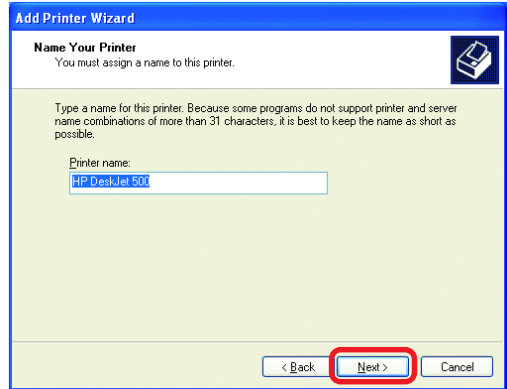 Add Printer Wizard
Name Your Printer
You must assign a name to this printer.
Type a name for this printer. Because some programs do not support printer and server
name combinations of more than 31 characters, it is best to keep the name as short as
possible.
Printer name:
HP DeskJet 500
< Back Next > Cancel